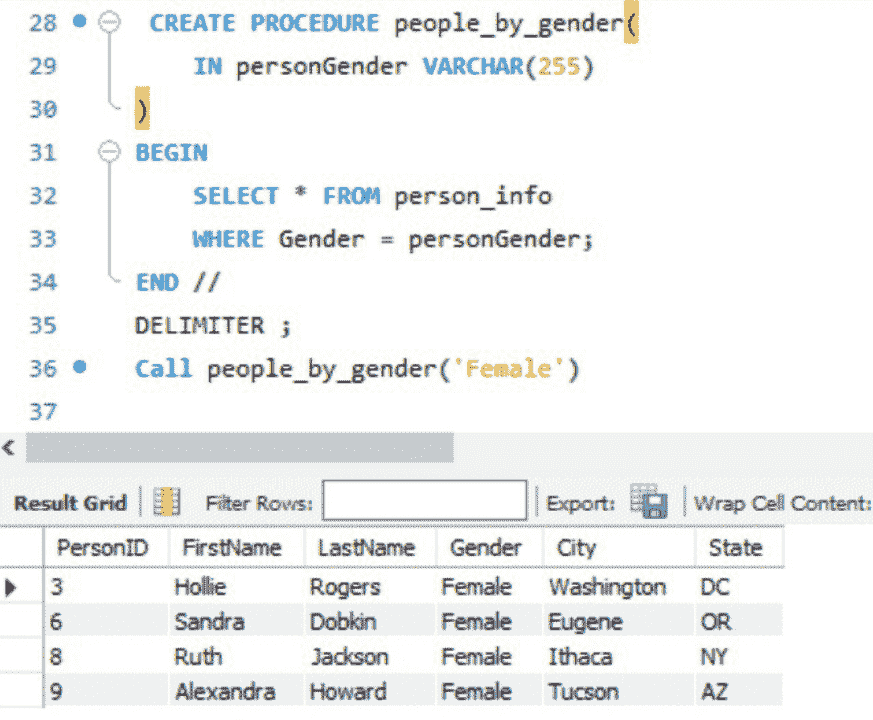 28 CREATE PROCEDURE people_by_gender(
29 IN personGender VARCHAR(255)
30 )
31 BEGIN
32 SELECT * FROM person_info
33 WHERE Gender = personGender;
34 END //
35 DELIMITER ;
36 Call people_by_gender('Female')
37
Result Grid Filter Rows: Export: Wrap Cell Content:
PersonID FirstName LastName Gender City State
3 Hollie Rogers Female Washington DC
6 Sandra Dobkin Female Eugene OR
8 Ruth Jackson Female Ithaca NY
9 Alexandra Howard Female Tucson AZ